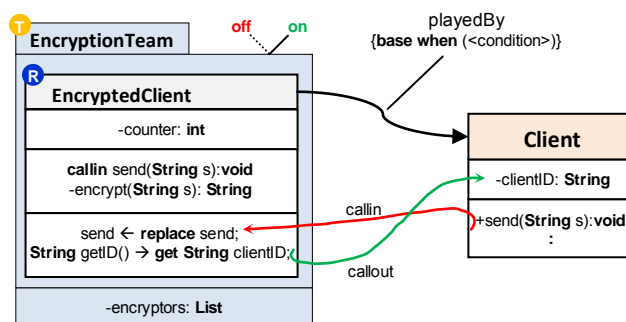 T
EncryptionTeam
off
on
playedBy
{base when (<condition>)}
R
EncryptedClient
-counter: int
callin send(String s):void
-encrypt(String s): String
send ← replace send;
String getID() → get String clientID;
-encryptors: List
callin
callout
Client
-clientID: String
+send(String s):void
: